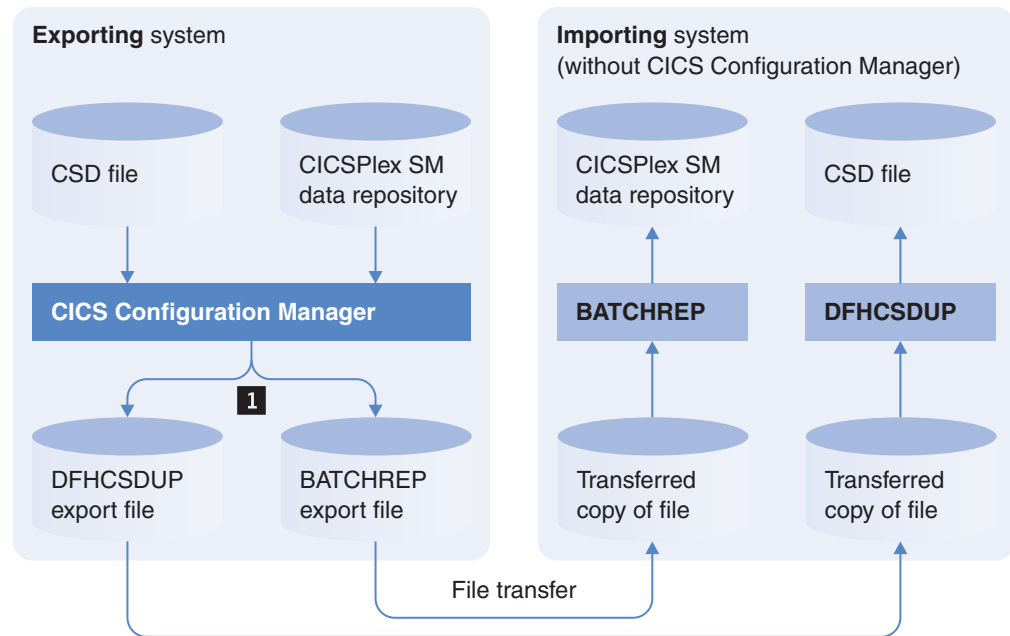 Exporting system
CSD file
CICSPlex SM
data repository
CICS Configuration Manager
1
DFHCSDUP
export file
BATCHREP
export file
Importing system
(without CICS Configuration Manager)
CICSPlex SM
data repository
CSD file
BATCHREP
DFHCSDUP
Transferred
copy of file
Transferred
copy of file
File transfer